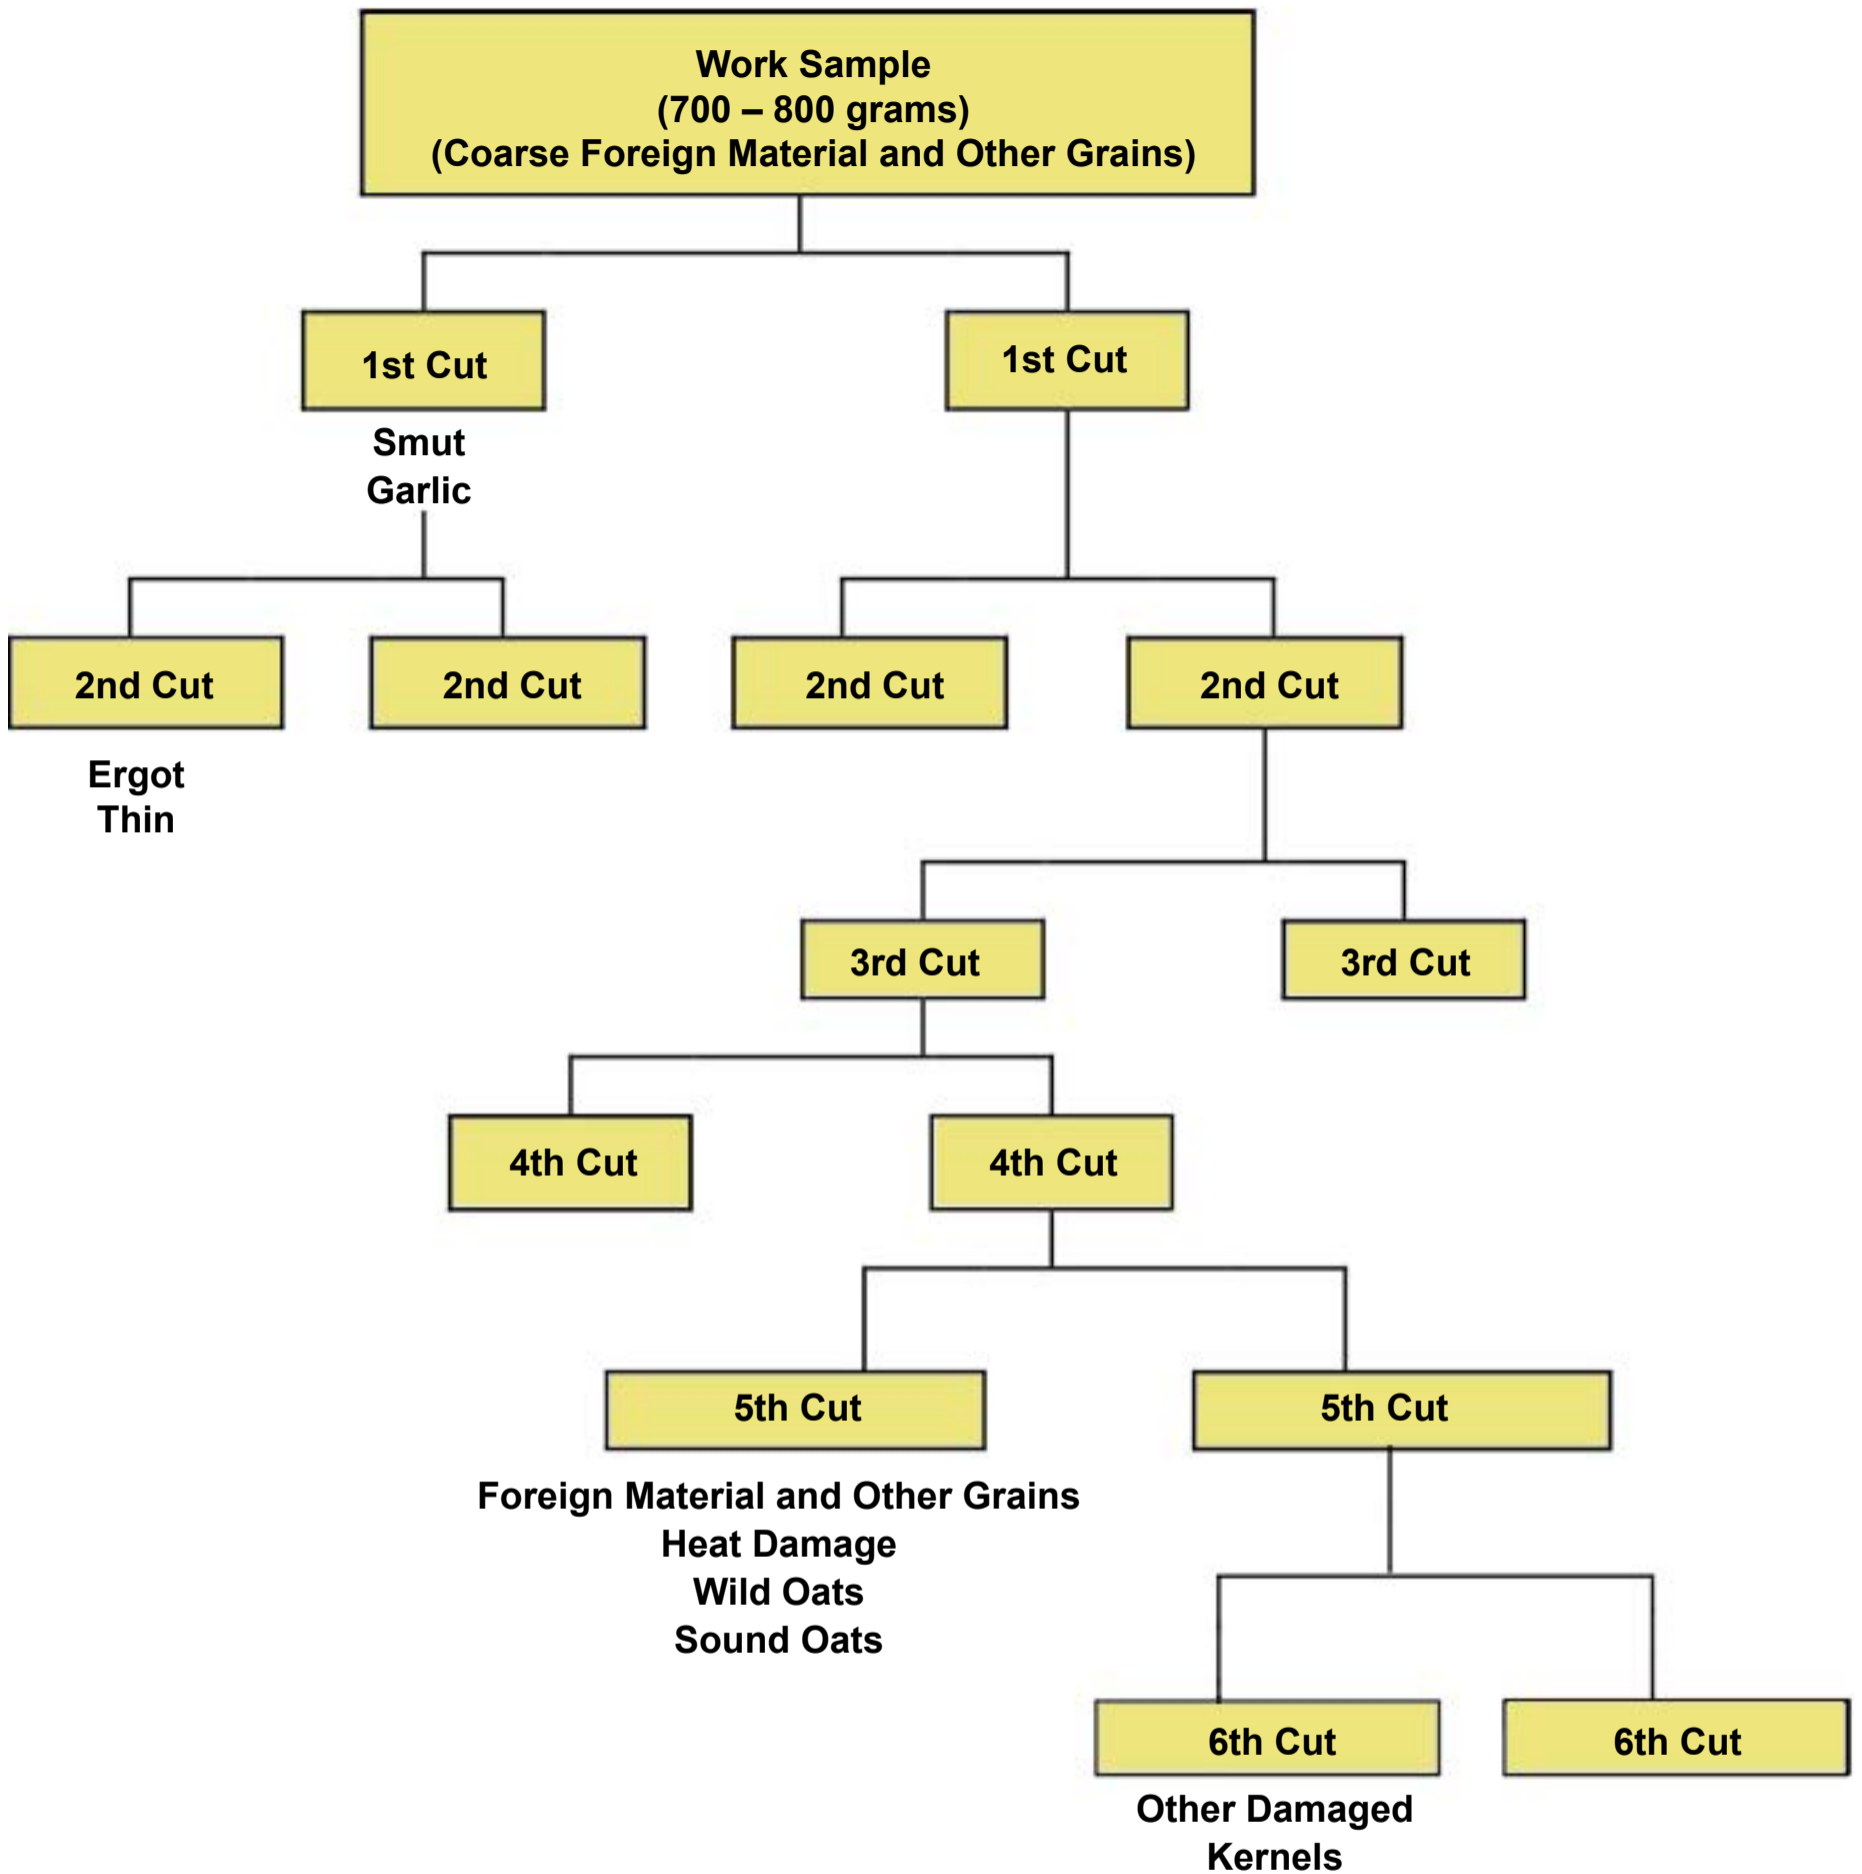 Work Sample
(700 – 800 grams)
(Coarse Foreign Material and Other Grains)
1st Cut
1st Cut
Smut
Garlic
2nd Cut
2nd Cut
2nd Cut
2nd Cut
Ergot
Thin
3rd Cut
3rd Cut
4th Cut
4th Cut
5th Cut
5th Cut
Foreign Material and Other Grains
Heat Damage
Wild Oats
Sound Oats
6th Cut
6th Cut
Other Damaged
Kernels